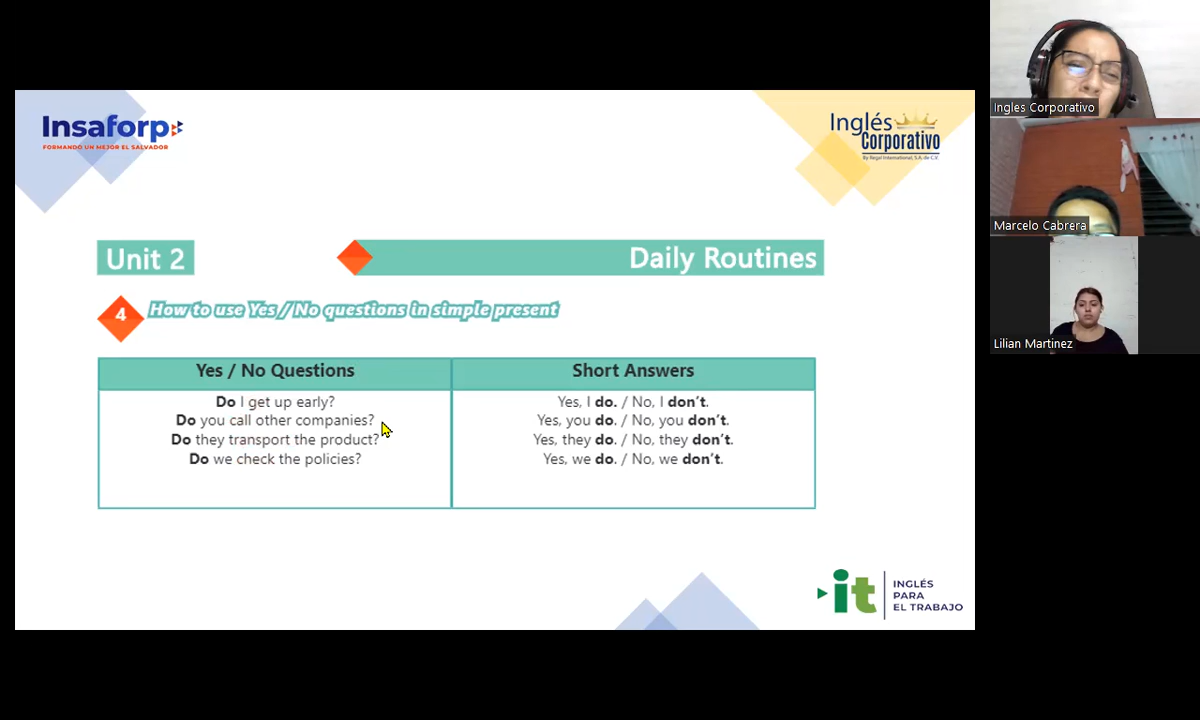 Insaforp
FORMANDO UN MEJOR EL SALVADOR
Inglés
Corporativo
By Regal International, S.A. de C.V.
Unit 2
Daily Routines
4
How to use Yes / No questions in simple present
Yes / No Questions
Short Answers
Do I get up early?
Yes, I do. / No, I don't.
Do you call other companies?
Yes, you do. / No, you don't.
Do they transport the product?
Yes, they do. / No, they don't.
Do we check the policies?
Yes, we do. / No, we don't.
it
INGLÉS
PARA
EL TRABAJO
Ingles Corporativo
Marcelo Cabrera
Lilian Martinez